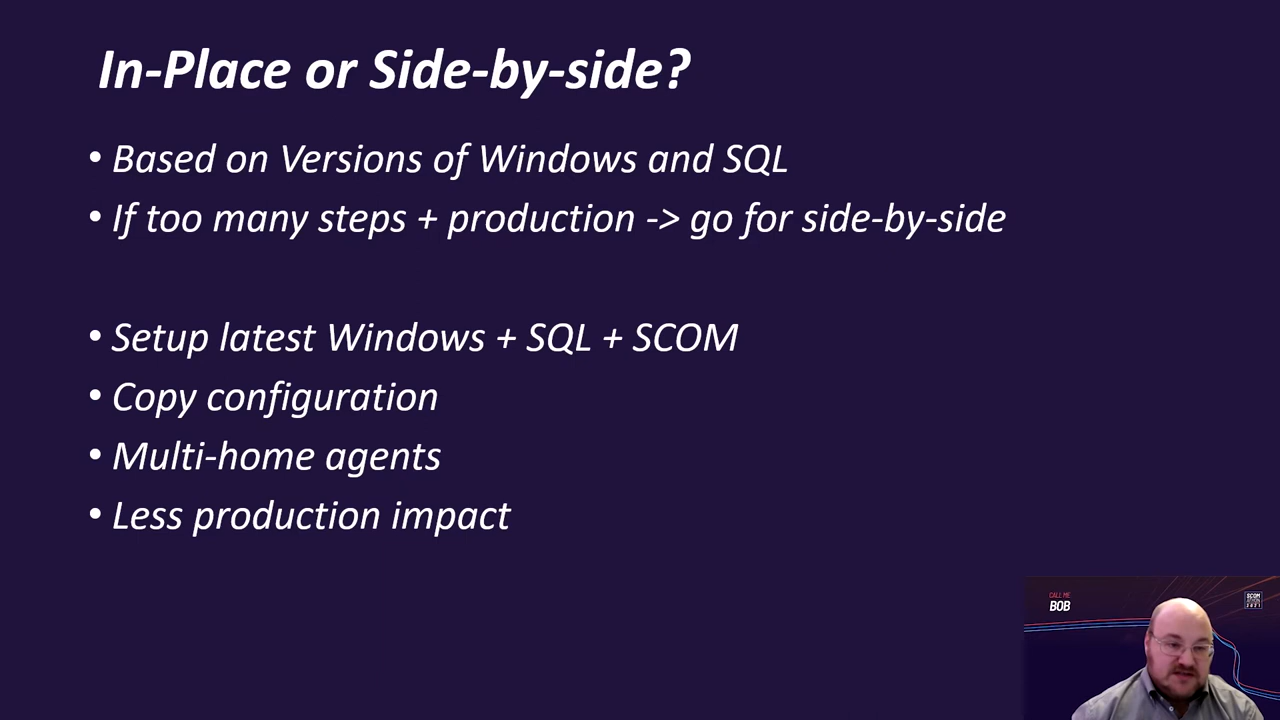 In-Place or Side-by-side?
• Based on Versions of Windows and SQL
• If too many steps + production -> go for side-by-side
• Setup latest Windows + SQL + SCOM
• Copy configuration
• Multi-home agents
• Less production impact
CALL ME
BOB
SCOM
ATHON
2021